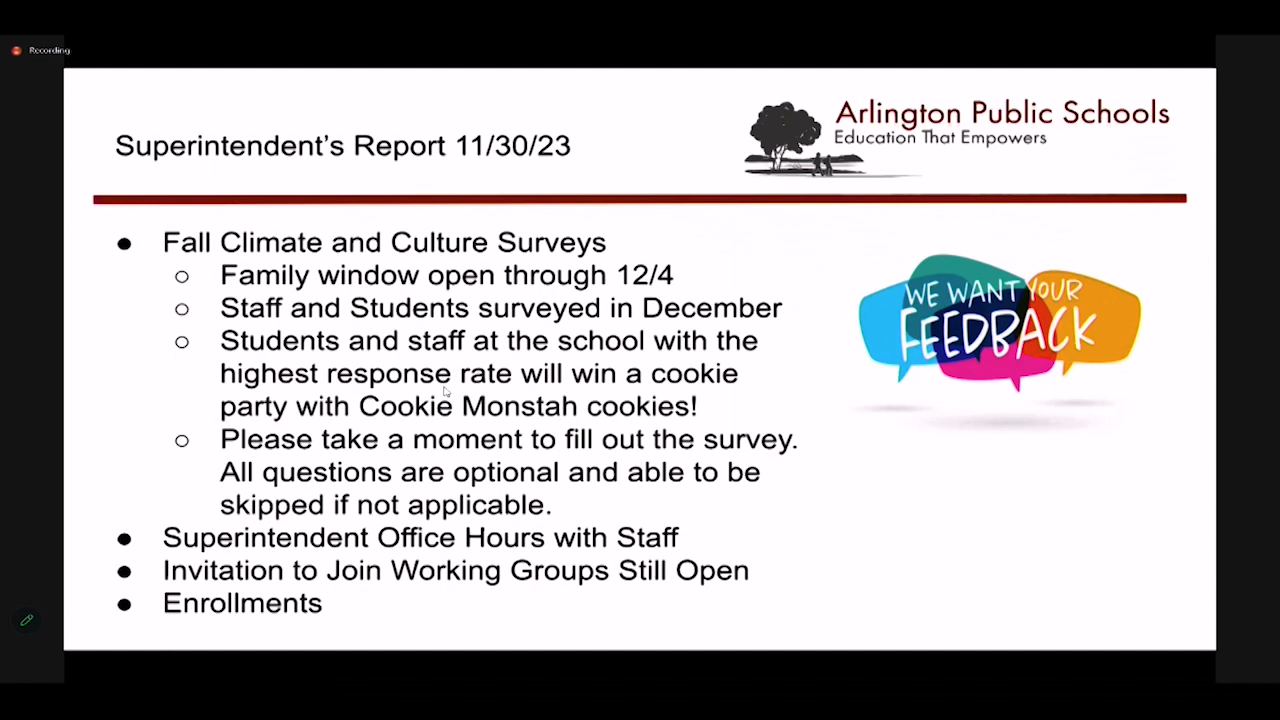 Recording
Arlington Public Schools
Education That Empowers
Superintendent's Report 11/30/23
● Fall Climate and Culture Surveys
○ Family window open through 12/4
○ Staff and Students surveyed in December
○ Students and staff at the school with the
highest response rate will win a cookie
party with Cookie Monstah cookies!
○ Please take a moment to fill out the survey.
All questions are optional and able to be
skipped if not applicable.
● Superintendent Office Hours with Staff
● Invitation to Join Working Groups Still Open
● Enrollments
WE WANT YOUR
FEEDBACK